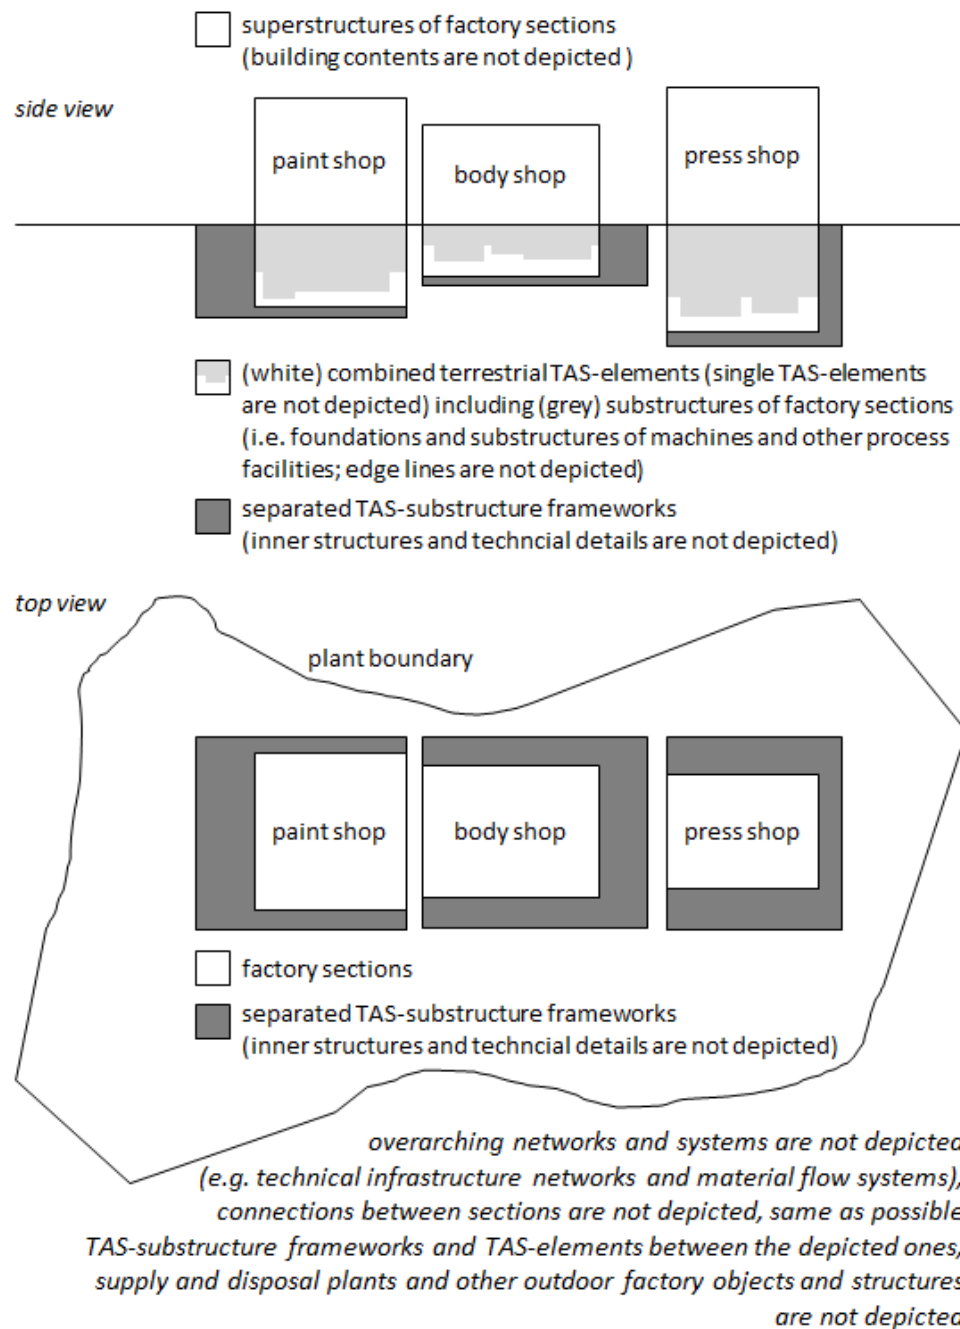 superstructures of factory sections
(building contents are not depicted )
side view
paint shop
body shop
press shop
(white) combined terrestrial TAS-elements (single TAS-elements
are not depicted) including (grey) substructures of factory sections
(i.e. foundations and substructures of machines and other process
facilities; edge lines are not depicted)
separated TAS-substructure frameworks
(inner structures and techncial details are not depicted)
top view
plant boundary
paint shop
body shop
press shop
factory sections
separated TAS-substructure frameworks
(inner structures and techncial details are not depicted)
overarching networks and systems are not depicted
(e.g. technical infrastructure networks and material flow systems),
connections between sections are not depicted, same as possible
TAS-substructure frameworks and TAS-elements between the depicted ones,
supply and disposal plants and other outdoor factory objects and structures
are not depicted